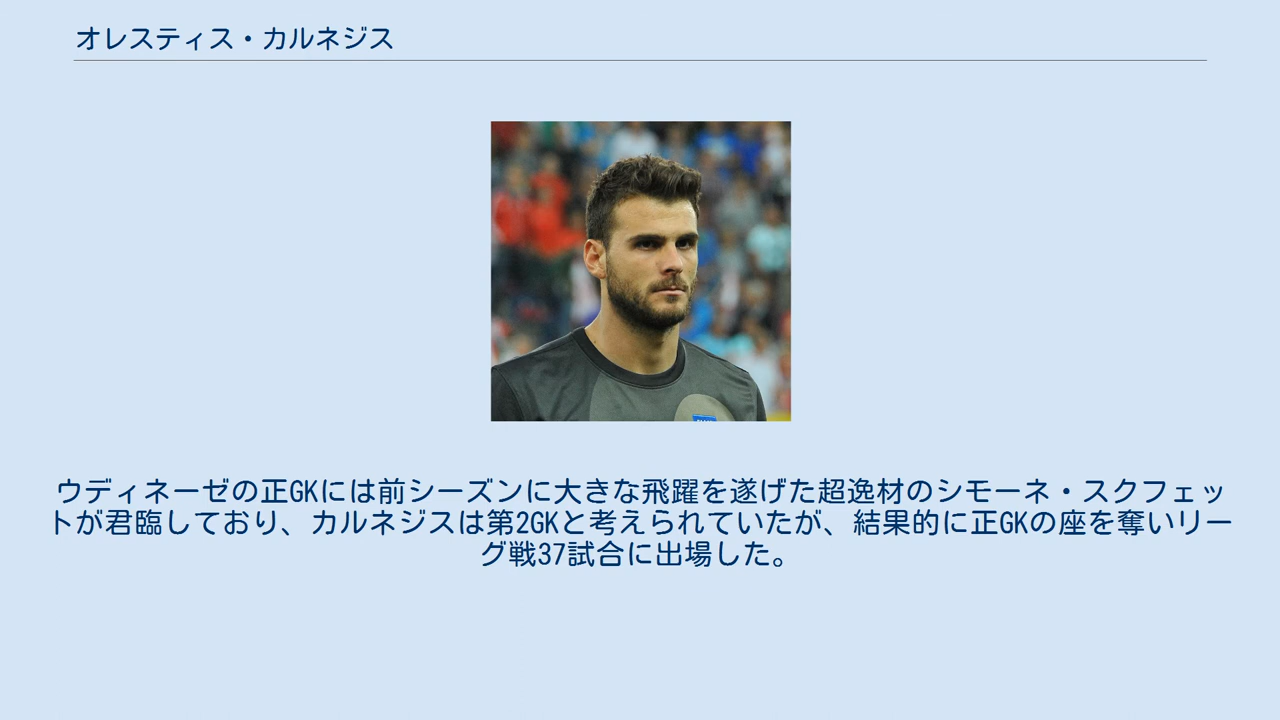 オレスティス・カルネジス
ウディネーゼの正GKには前シーズンに大きな飛躍を遂げた超逸材のシモーネ・スクフェッ
トが君臨しており、カルネジスは第2GKと考えられていたが、結果的に正GKの座を奪いリー
グ戦37試合に出場した。